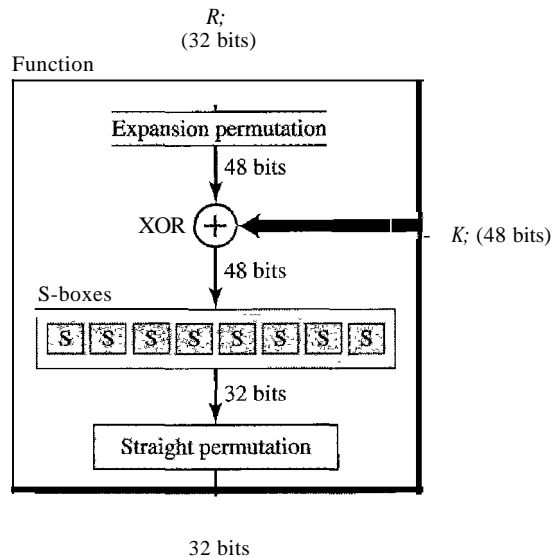 R;
(32 bits)
Function
Expansion permutation
48 bits
XOR
K; (48 bits)
48 bits
S-boxes
S S S S S S S S
32 bits
Straight permutation
32 bits